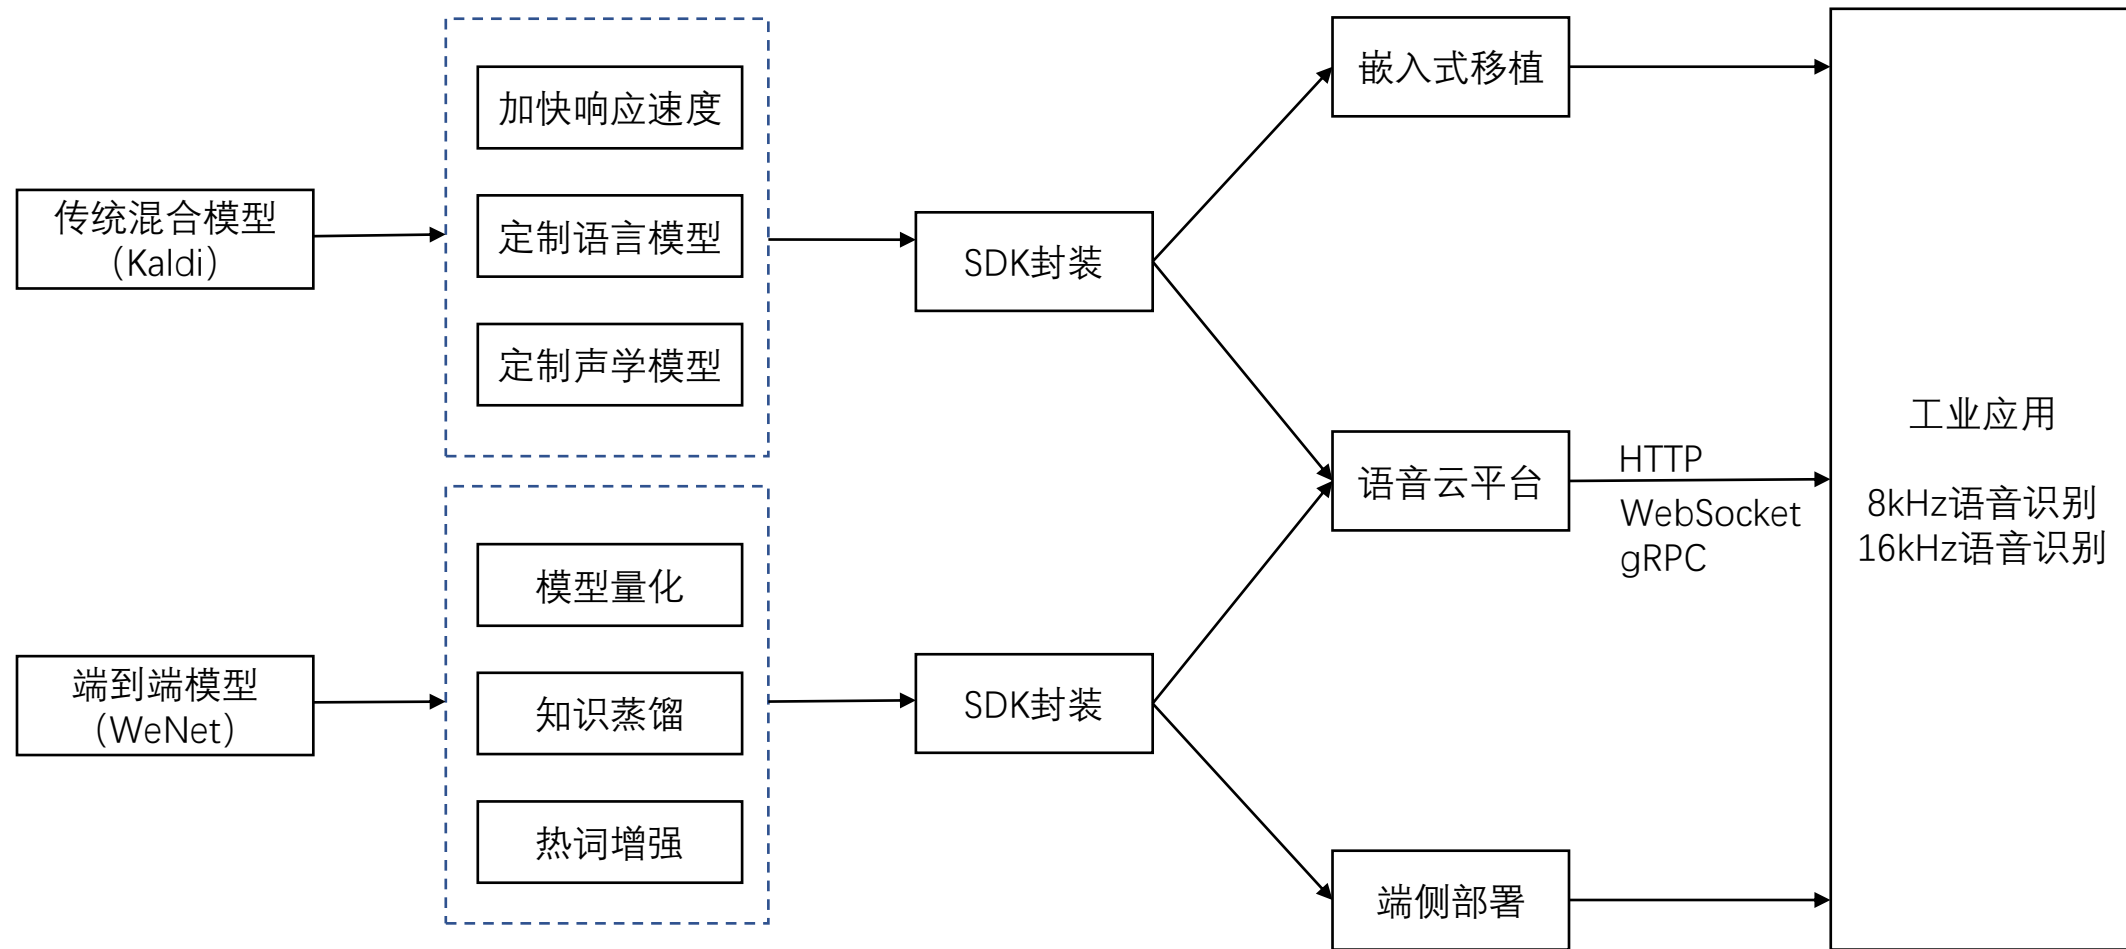 传统混合模型
（Kaldi）
加快响应速度
定制语言模型
定制声学模型
SDK封装
嵌入式移植
端到端模型
（WeNet）
模型量化
知识蒸馏
热词增强
SDK封装
语音云平台
端侧部署
HTTP
WebSocket
gRPC
工业应用
8kHz语音识别
16kHz语音识别